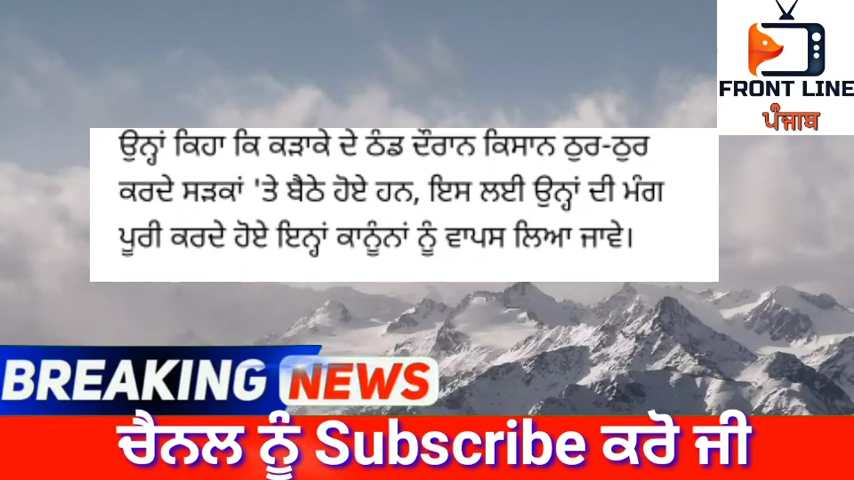 FRONT LINE
ਪੰਜਾਬ
ਉਨ੍ਹਾਂ ਕਿਹਾ ਕਿ ਕੜਾਕੇ ਦੇ ਠੰਡ ਦੌਰਾਨ ਕਿਸਾਨ ਠੁਰ-ਠੁਰ
ਕਰਦੇ ਸੜਕਾਂ 'ਤੇ ਬੈਠੇ ਹੋਏ ਹਨ, ਇਸ ਲਈ ਉਨ੍ਹਾਂ ਦੀ ਮੰਗ
ਪੂਰੀ ਕਰਦੇ ਹੋਏ ਇਨ੍ਹਾਂ ਕਾਨੂੰਨਾਂ ਨੂੰ ਵਾਪਸ ਲਿਆ ਜਾਵੇ।
BREAKING NEWS
ਚੈਨਲ ਨੂੰ Subscribe ਕਰੋ ਜੀ